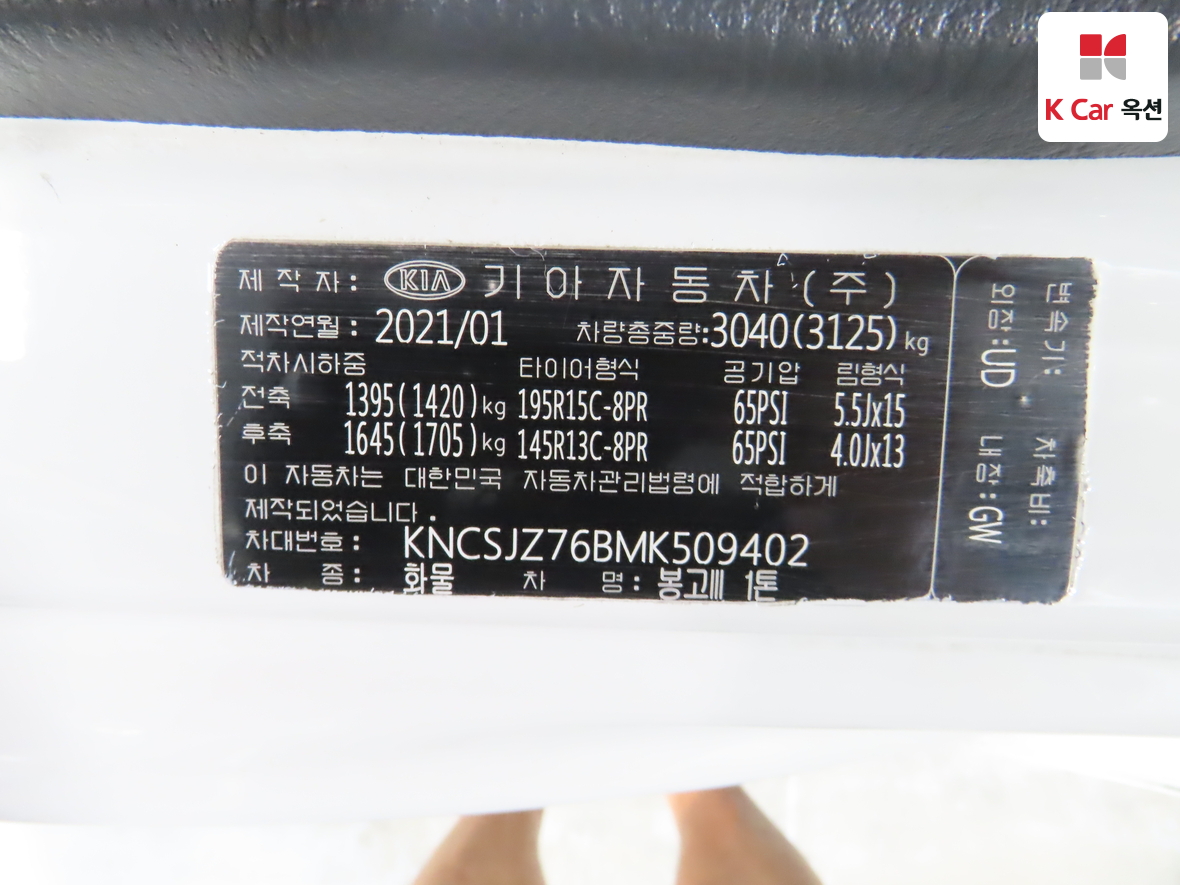 K Car 옥션
제 작 자 : KIA 기 아 자 동 차 (주)
제작연월 : 2021/01 차량총중량:3040(3125)kg
적차시하중 타이어형식 공기압 림형식
전축 1395(1420)kg 195R15C-8PR 65PSI 5.5Jx15
후축 1645(1705)kg 145R13C-8PR 65PSI 4.0Jx13
이 자동차는 대한민국 자동차관리법령에 적합하게
제작되었습니다.
차대번호 : KNCSJZ76BMK509402
차 종 : 화물 차 명 : 봉고Ⅲ 1톤
변속기: 차축비:
외장:UD 내장:GW